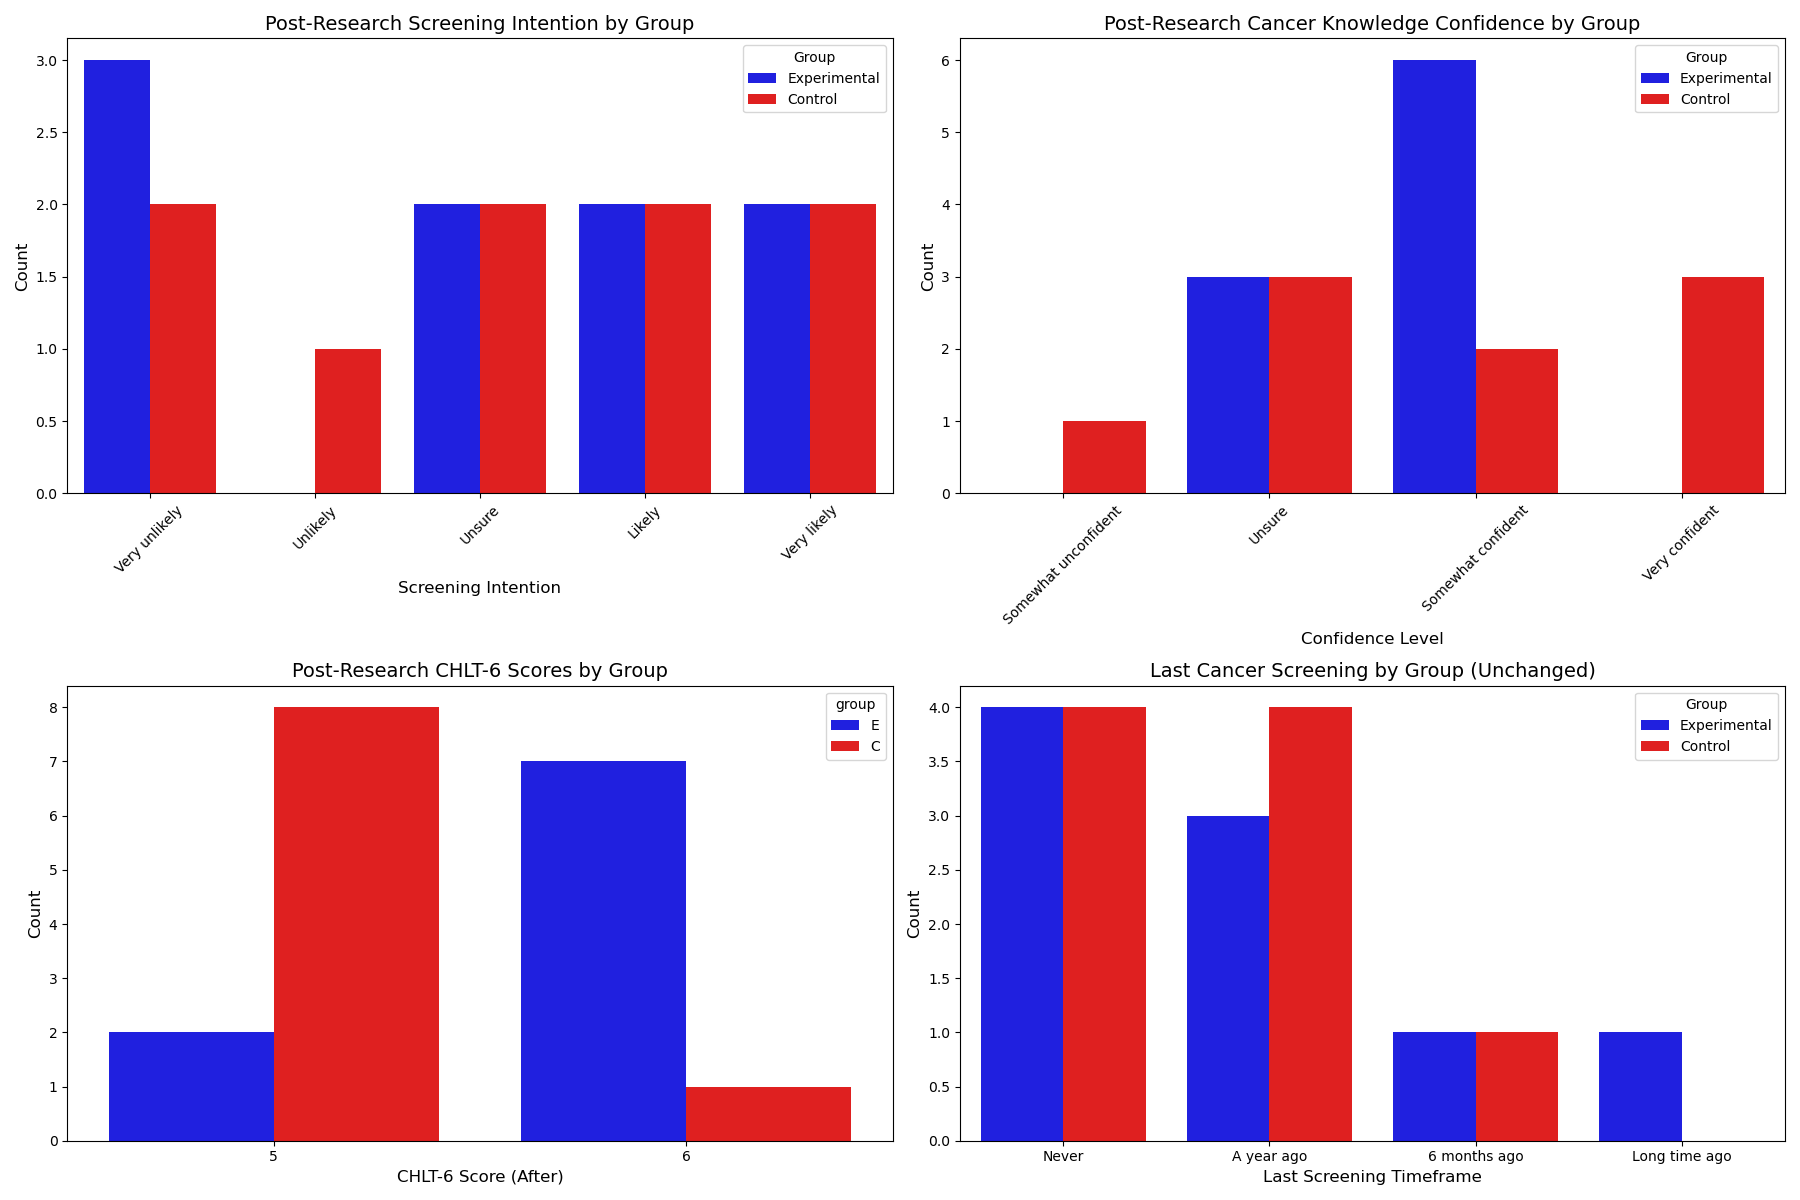 Post-Research Screening Intention by Group
3.0
2.5
2.0
1.5
1.0
0.5
0.0
Count
Group
Experimental
Control
Very unlikely
Unlikely
Unsure
Likely
Very likely
Screening Intention
Post-Research Cancer Knowledge Confidence by Group
6
5
4
3
2
1
0
Count
Group
Experimental
Control
Somewhat unconfident
Unsure
Somewhat confident
Very confident
Confidence Level
Post-Research CHLT-6 Scores by Group
8
7
6
5
4
3
2
1
0
Count
group
E
C
5
6
CHLT-6 Score (After)
Last Cancer Screening by Group (Unchanged)
4.0
3.5
3.0
2.5
2.0
1.5
1.0
0.5
0.0
Count
Group
Experimental
Control
Never
A year ago
6 months ago
Long time ago
Last Screening Timeframe